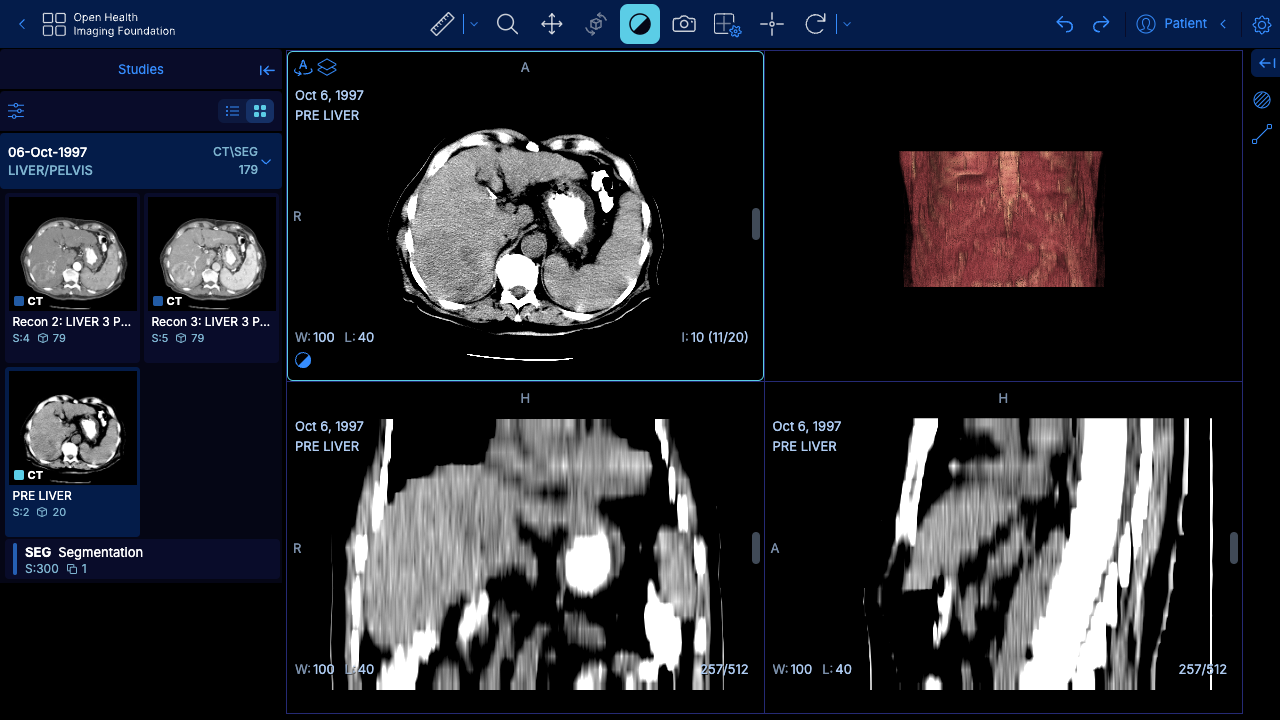 Open Health
Imaging Foundation
Patient
Studies
06-Oct-1997
CT\SEG
LIVER/PELVIS
179
CT
Recon 2: LIVER 3 P...
S:4 79
CT
Recon 3: LIVER 3 P...
S:5 79
CT
PRE LIVER
S:2 20
SEG Segmentation
S:300 1
A
A
Oct 6, 1997
PRE LIVER
R
W:100 L:40
I:10 (11/20)
H
Oct 6, 1997
PRE LIVER
R
W:100 L:40
257/512
H
Oct 6, 1997
PRE LIVER
A
W:100 L:40
257/512